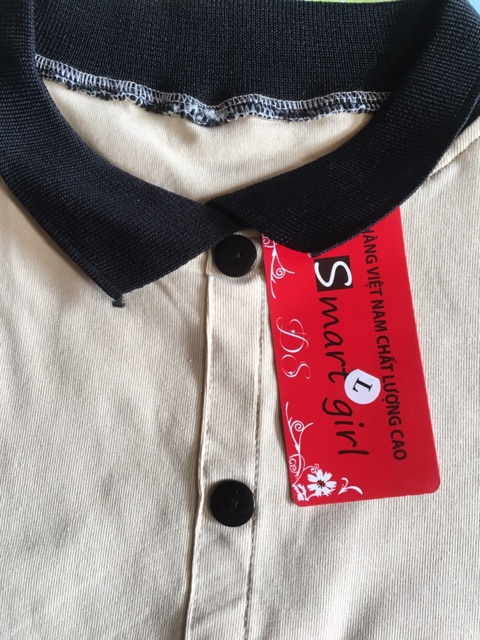 HÀNG VIỆT NAM CHẤT LƯỢNG CAO
Smart girl
L
DS